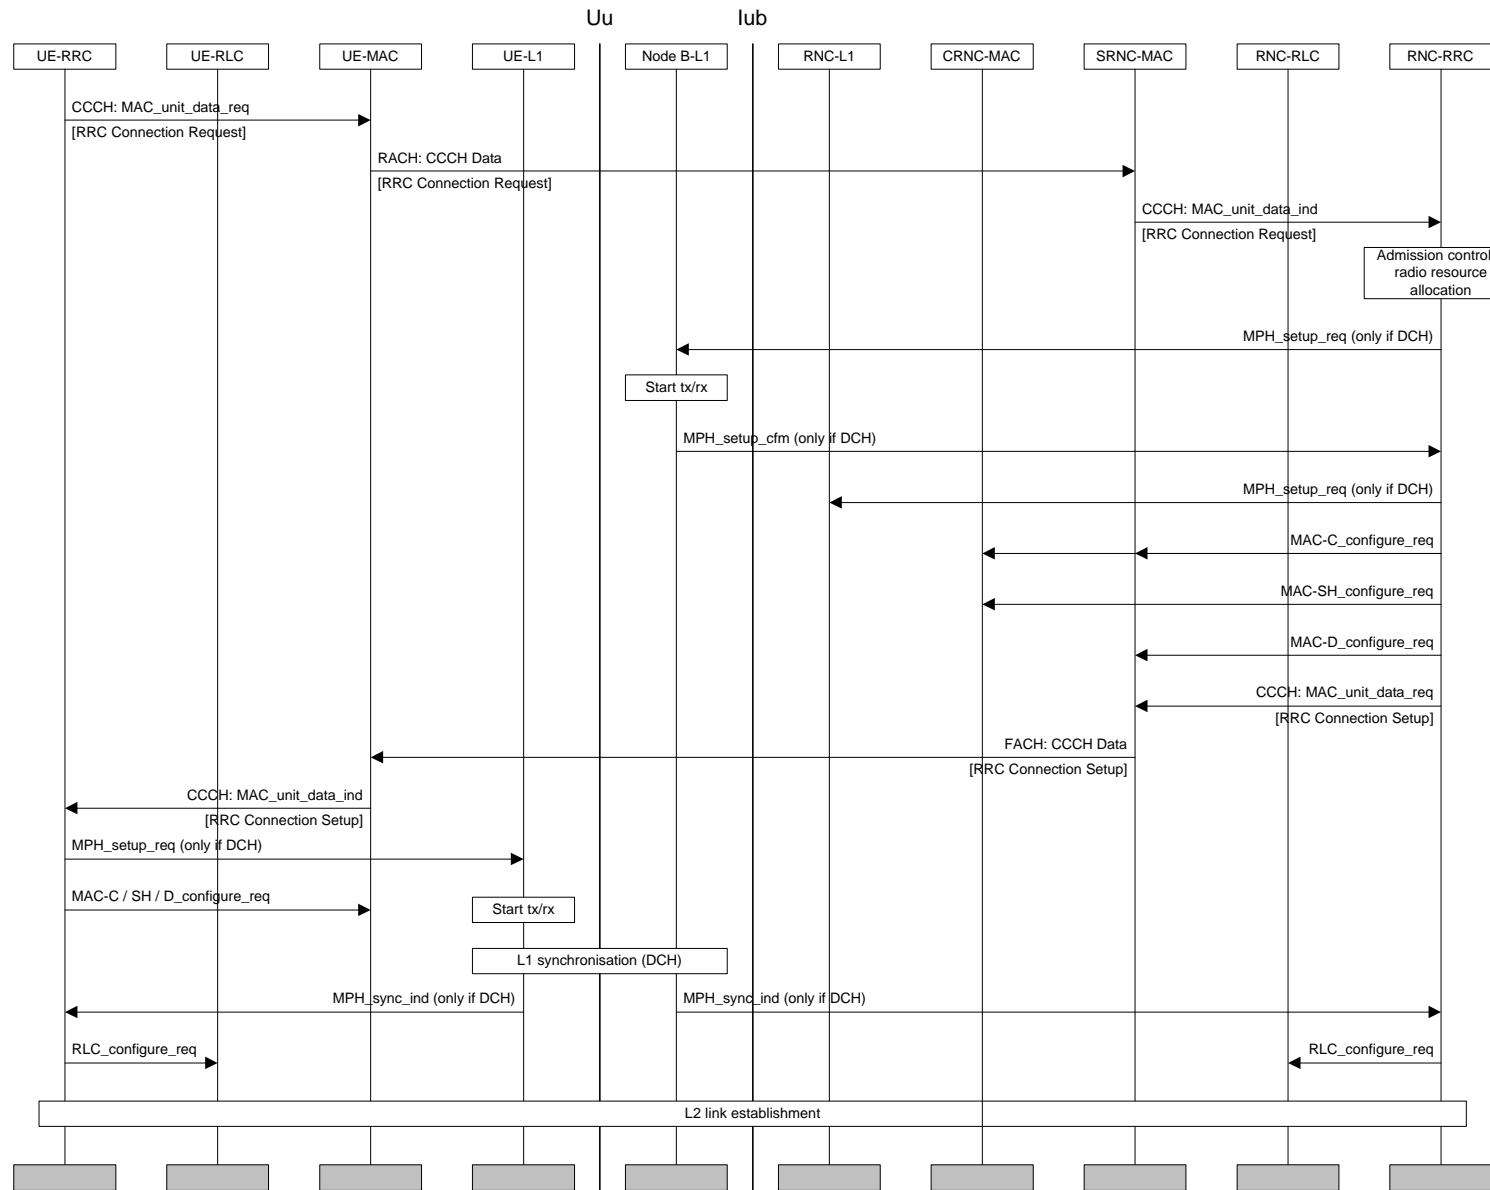 Uu
Iub
UE-RRC
UE-RLC
UE-MAC
UE-L1
Node B-L1
RNC-L1
CRNC-MAC
SRNC-MAC
RNC-RLC
RNC-RRC
CCCH: MAC_unit_data_req
[RRC Connection Request]
RACH: CCCH Data
[RRC Connection Request]
CCCH: MAC_unit_data_ind
[RRC Connection Request]
Admission control
radio resource
allocation
MPH_setup_req (only if DCH)
Start tx/rx
MPH_setup_cfm (only if DCH)
MPH_setup_req (only if DCH)
MAC-C_configure_req
MAC-SH_configure_req
MAC-D_configure_req
CCCH: MAC_unit_data_req
[RRC Connection Setup]
FACH: CCCH Data
[RRC Connection Setup]
CCCH: MAC_unit_data_ind
[RRC Connection Setup]
MPH_setup_req (only if DCH)
MAC-C / SH / D_configure_req
Start tx/rx
L1 synchronisation (DCH)
MPH_sync_ind (only if DCH)
MPH_sync_ind (only if DCH)
RLC_configure_req
RLC_configure_req
L2 link establishment